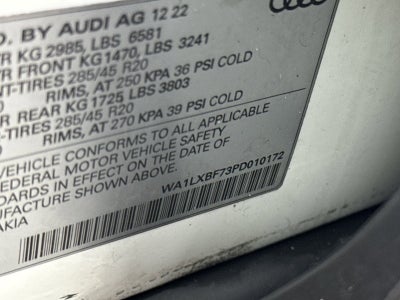 D. BY AUDI AG 12 22
R KG 2985, LBS 6581
R FRONT KG 1470, LBS 3241
-TIRES 285/45 R20
RIMS, AT 250 KPA 36 PSI COLD
R REAR KG 1725 LBS 3803
-TIRES 285/45 R20
RIMS, AT 270 KPA 39 PSI COLD
VEHICLE CONFORMS TO ALL APPLICABLE
FEDERAL MOTOR VEHICLE SAFETY
DARDS IN EFFECT ON THE DATE OF
UFACTURE SHOWN ABOVE
AKIA
WA1LXBF73PD010172